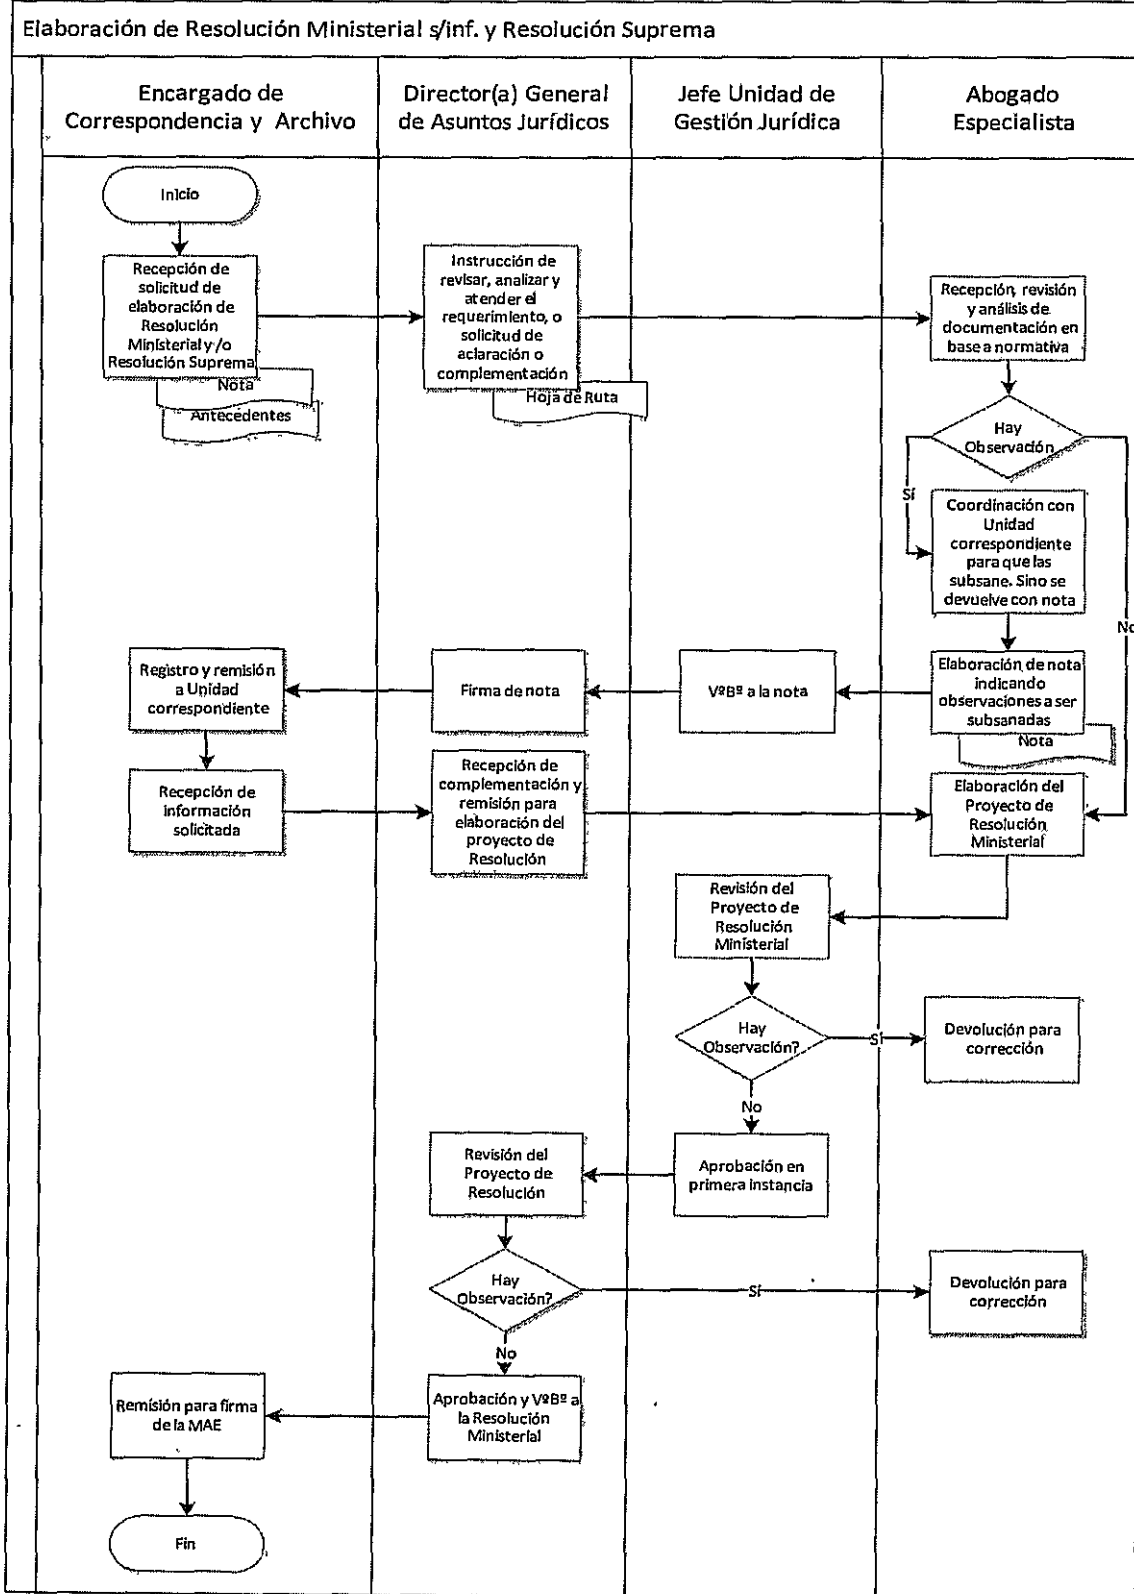 Elaboración de Resolución Ministerial s/inf. y Resolución Suprema
Encargado de
Correspondencia y Archivo
Director(a) General
de Asuntos Jurídicos
Jefe Unidad de
Gestión Jurídica
Abogado
Especialista
Inicio
Recepción de
solicitud de
elaboración de
Resolución
Ministerial y/o
Resolución Suprema
Nota
Antecedentes
Instrucción de
revisar, analizar y
atender el
requerimiento, o
solicitud de
aclaración o
complementación
Hoja de Ruta
Recepción, revisión
y análisis de
documentación en
base a normativa
Hay
Observación
Sí
No
Coordinación con
Unidad
correspondiente
para que las
subsane. Sino se
devuelve con nota
Elaboración de nota
indicando
observaciones a ser
subsanadas
Nota
VºBº a la nota
Firma de nota
Registro y remisión
a Unidad
correspondiente
Recepción de
información
solicitada
Recepción de
complementación y
remisión para
elaboración del
proyecto de
Resolución
Elaboración del
Proyecto de
Resolución
Ministerial
Revisión del
Proyecto de
Resolución
Ministerial
Hay
Observación?
Sí
Devolución para
corrección
No
Aprobación en
primera instancia
Revisión del
Proyecto de
Resolución
Hay
Observación?
Sí
Devolución para
corrección
No
Aprobación y VºBº a
la Resolución
Ministerial
Remisión para firma
de la MAE
Fin